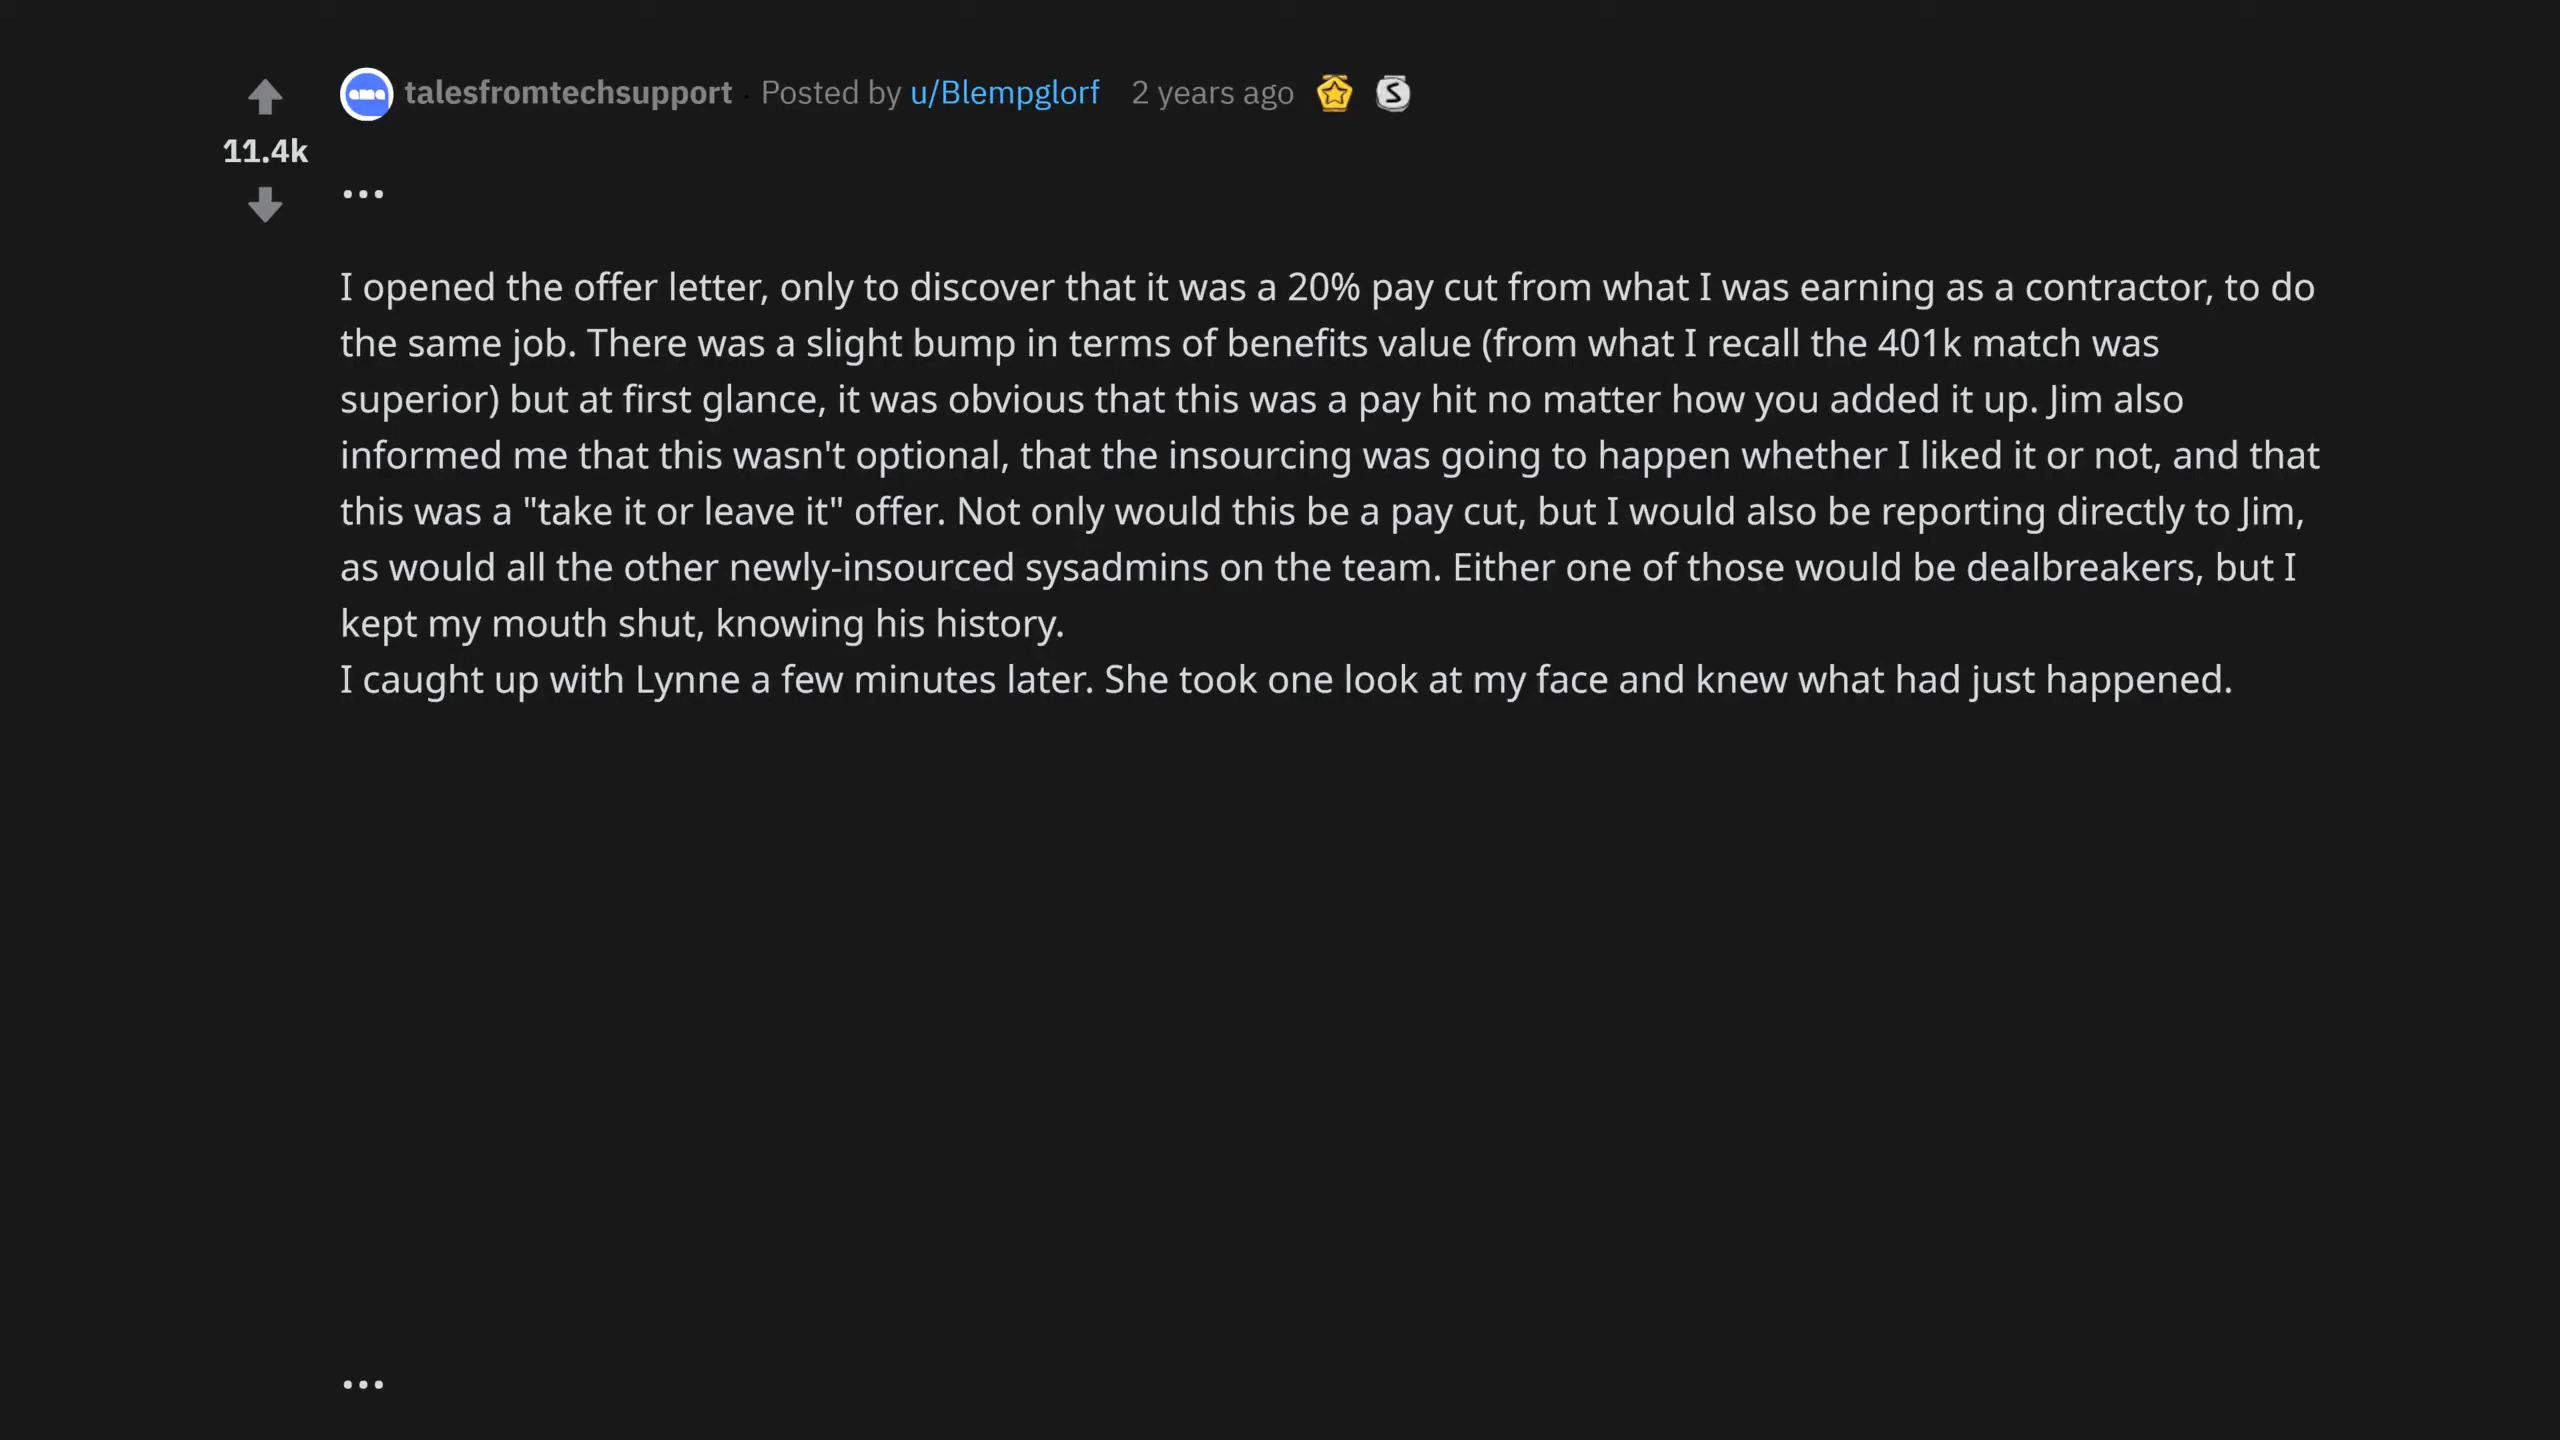 talesfromtechsupport · Posted by u/Blempglorf 2 years ago
11.4k
...
I opened the offer letter, only to discover that it was a 20% pay cut from what I was earning as a contractor, to do
the same job. There was a slight bump in terms of benefits value (from what I recall the 401k match was
superior) but at first glance, it was obvious that this was a pay hit no matter how you added it up. Jim also
informed me that this wasn't optional, that the insourcing was going to happen whether I liked it or not, and that
this was a "take it or leave it" offer. Not only would this be a pay cut, but I would also be reporting directly to Jim,
as would all the other newly-insourced sysadmins on the team. Either one of those would be dealbreakers, but I
kept my mouth shut, knowing his history.
I caught up with Lynne a few minutes later. She took one look at my face and knew what had just happened.
...